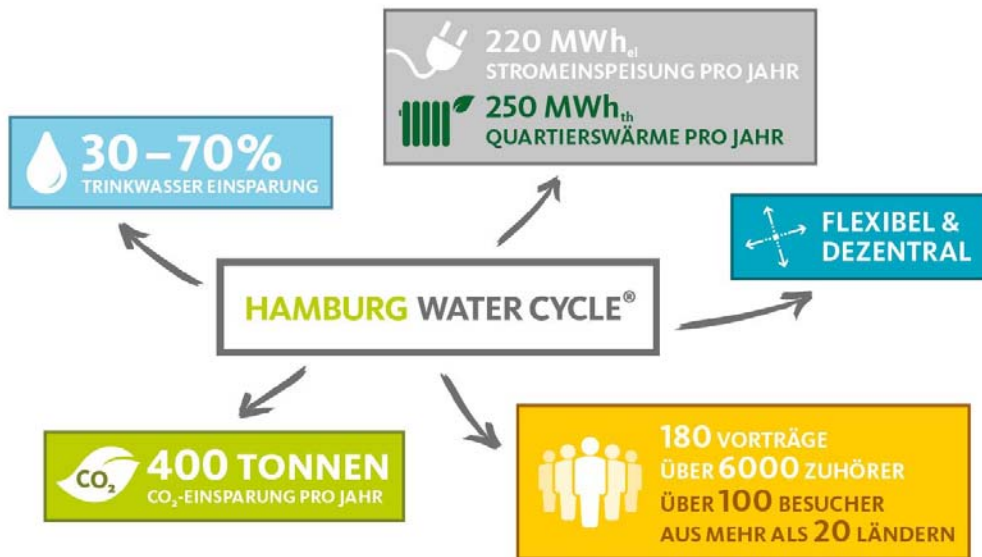 220 MWhel
STROMEINSPEISUNG PRO JAHR
250 MWhth
QUARTIERSWÄRME PRO JAHR
30–70%
TRINKWASSER EINSPARUNG
FLEXIBEL &
DEZENTRAL
HAMBURG WATER CYCLE®
CO₂
400 TONNEN
CO₂-EINSPARUNG PRO JAHR
180 VORTRÄGE
ÜBER 6000 ZUHÖRER
ÜBER 100 BESUCHER
AUS MEHR ALS 20 LÄNDERN